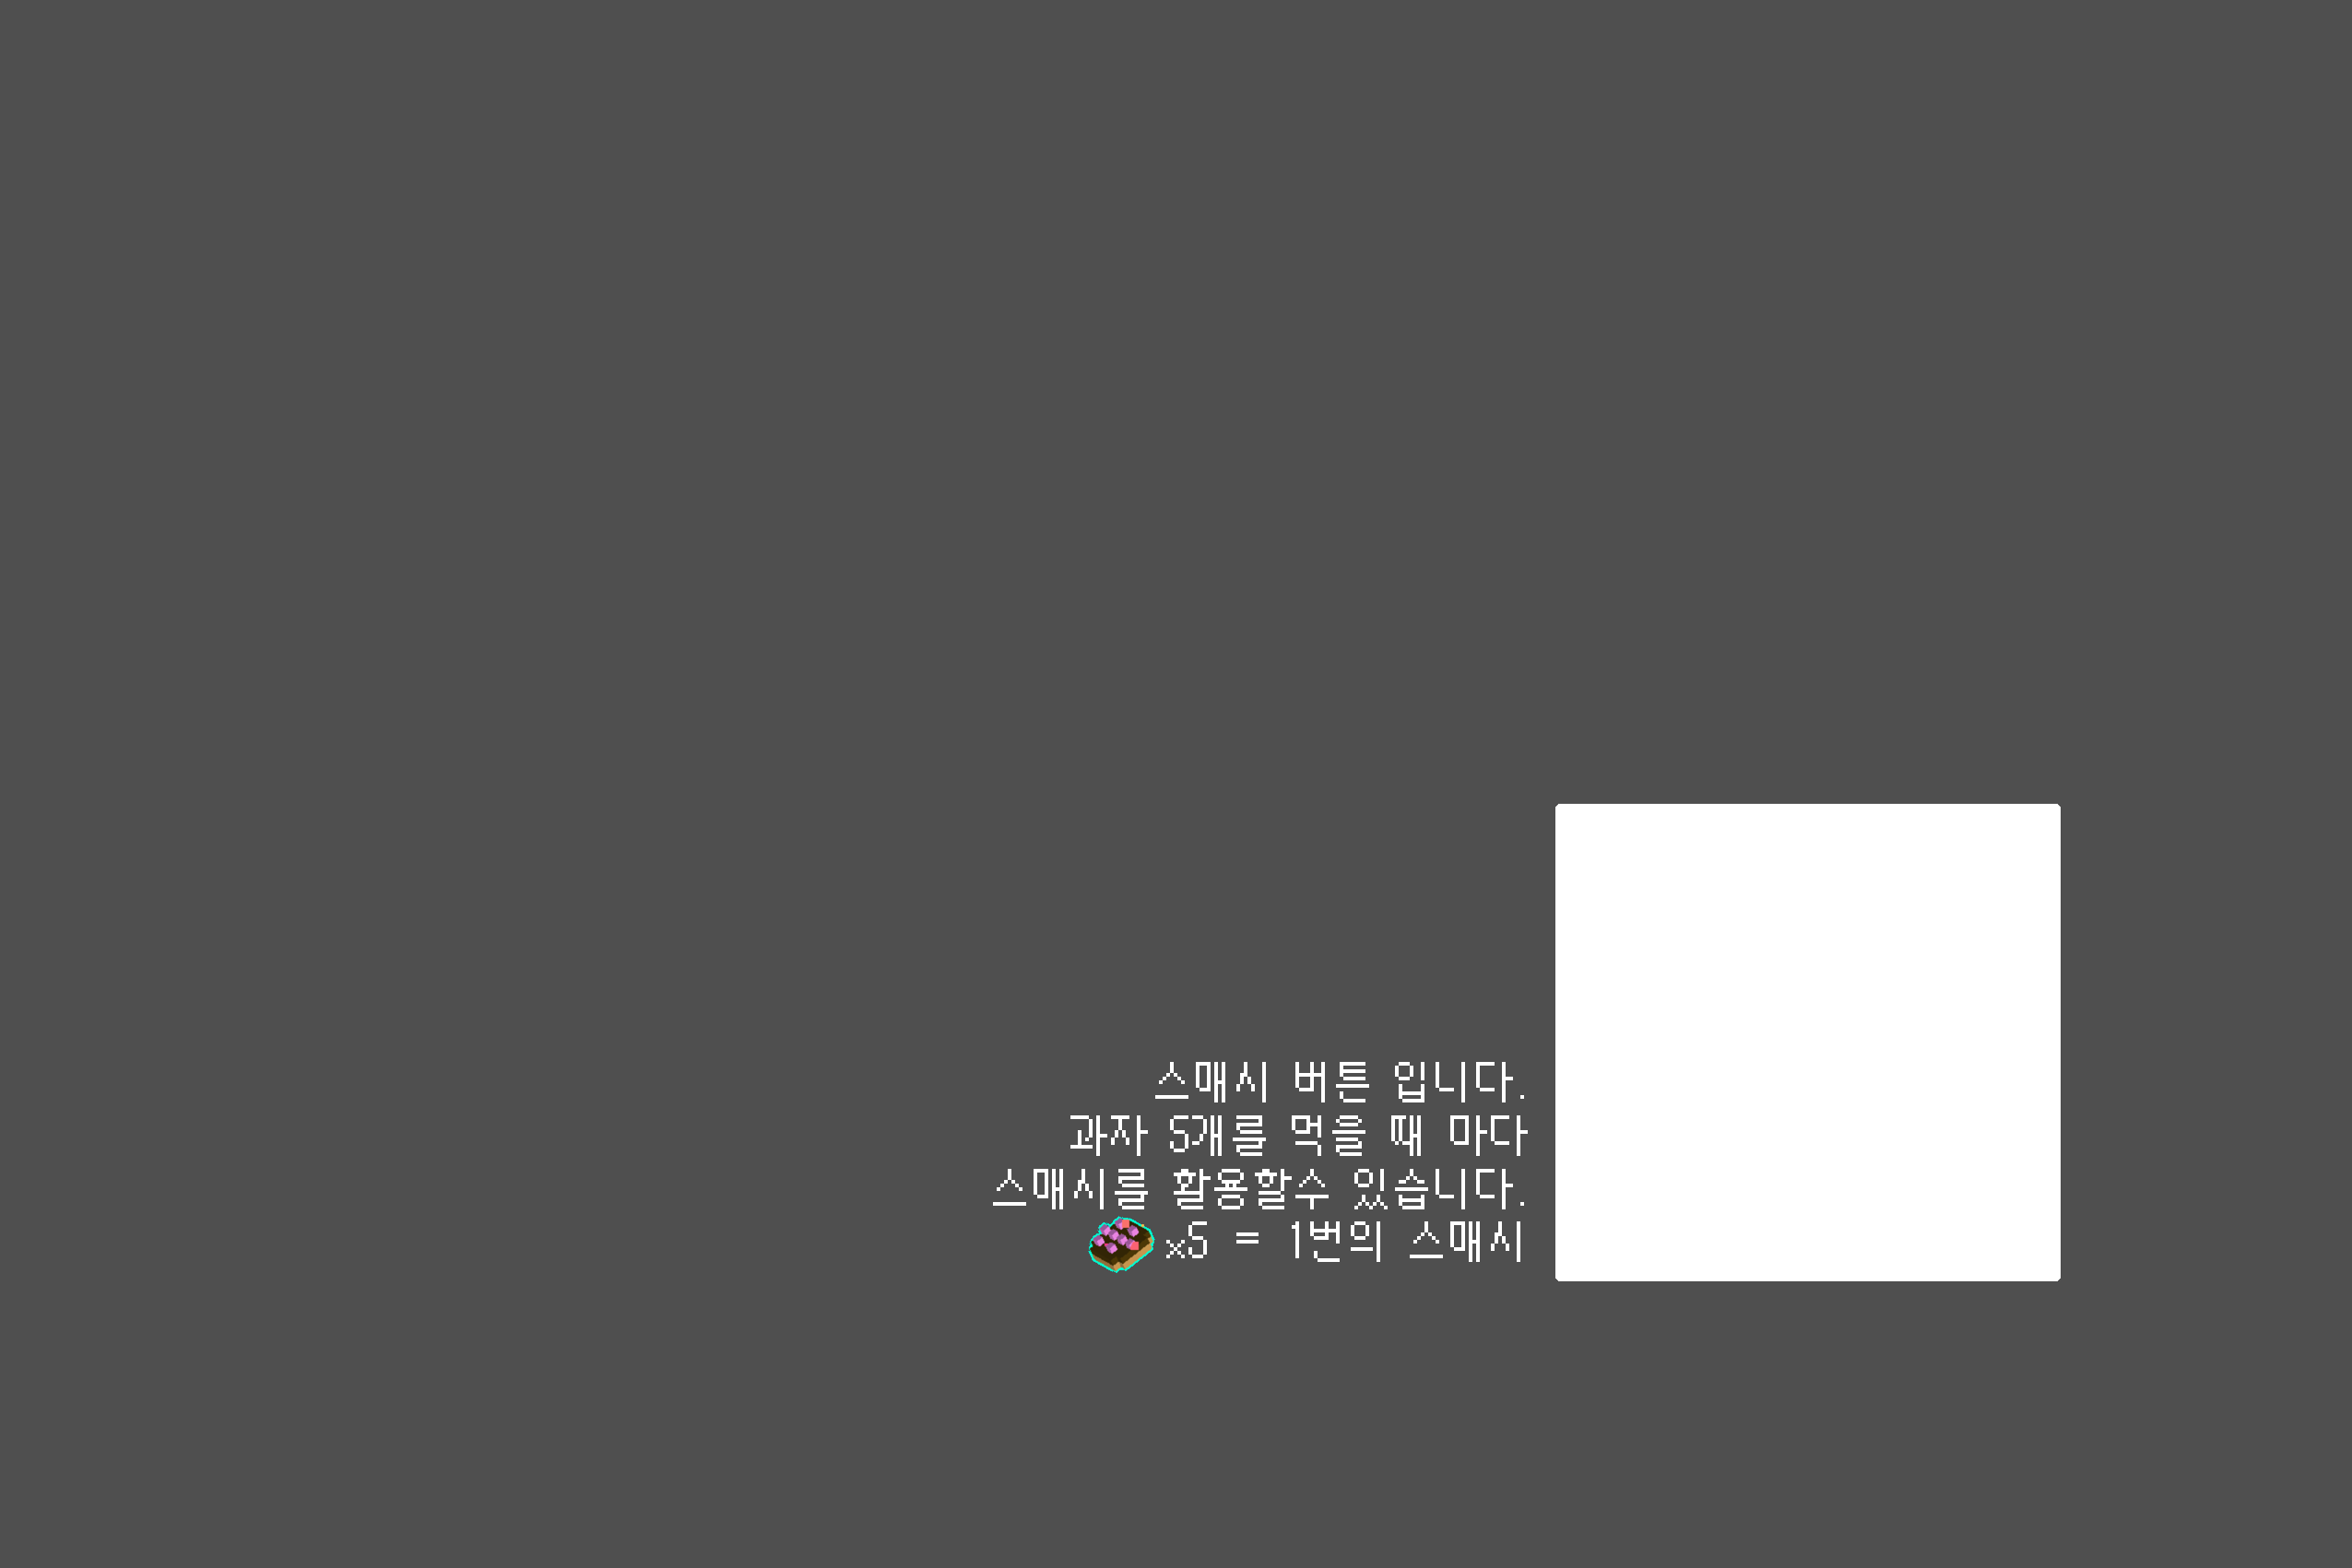 스매시 버튼 입니다.
과자 5개를 먹을 때 마다
스매시를 활용할수 있습니다.
x5 = 1번의 스매시